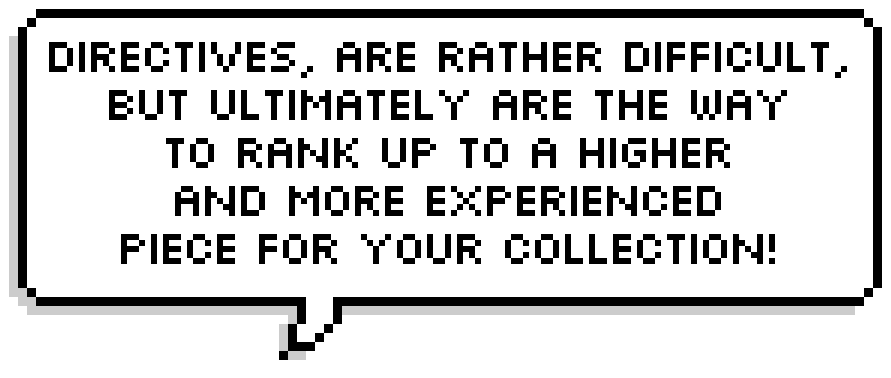 DIRECTIVES, ARE RATHER DIFFICULT,
BUT ULTIMATELY ARE THE WAY
TO RANK UP TO A HIGHER
AND MORE EXPERIENCED
PIECE FOR YOUR COLLECTION!